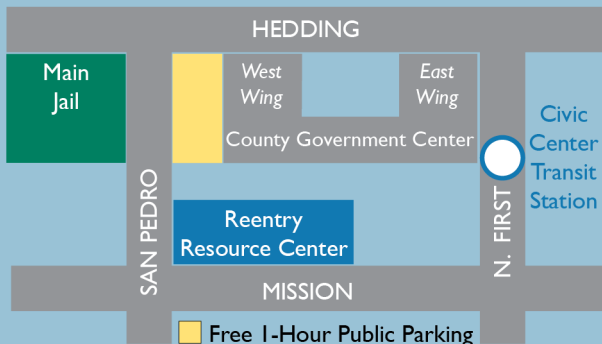 HEDDING
Main
Jail
West
Wing
East
Wing
County Government Center
Civic
Center
Transit
Station
SAN PEDRO
Reentry
Resource Center
N. FIRST
MISSION
Free 1-Hour Public Parking